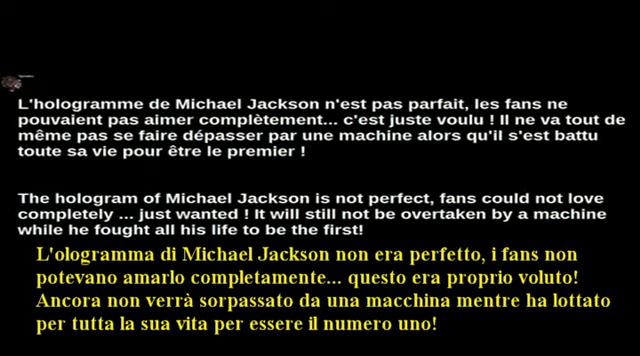 L'hologramme de Michael Jackson n'est pas parfait, les fans ne
pouvaient pas aimer complètement... c'est juste voulu ! Il ne va tout de
même pas se faire dépasser par une machine alors qu'il s'est battu
toute sa vie pour être le premier !
The hologram of Michael Jackson is not perfect, fans could not love
completely ... just wanted ! It will still not be overtaken by a machine
while he fought all his life to be the first!
L'ologramma di Michael Jackson non era perfetto, i fans non
potevano amarlo completamente... questo era proprio voluto!
Ancora non verrà sorpassato da una macchina mentre ha lottato
per tutta la sua vita per essere il numero uno!